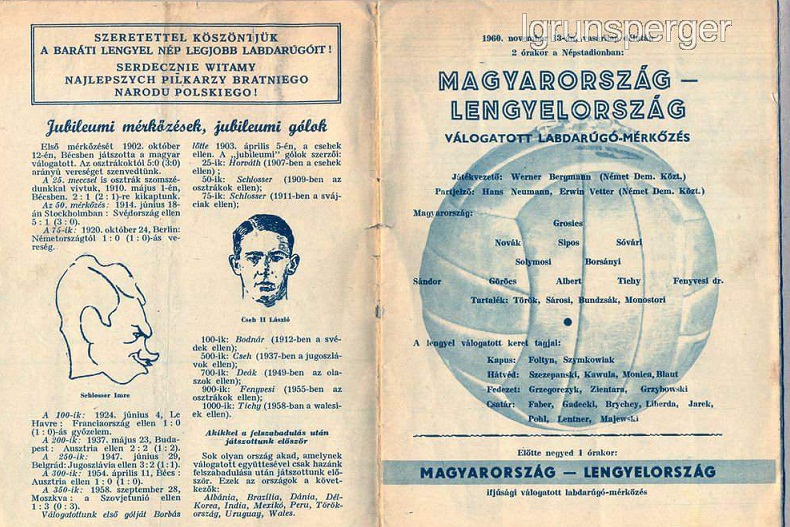 SZERETETTEL KÖSZÖNTJÜK
A BARÁTI LENGYEL NÉP LEGJOBB LABDARÚGÓIT!
SERDECZNIE WITAMY
NAJLEPSZYCH PILKARZY BRATNIEGO
NARODU POLSKIEGO!
Jubileumi mérkőzések, jubileumi gólok
Első mérkőzését 1902. október
12-én, Bécsben játszotta a magyar
válogatott. Az osztrákoktól 5:0 (3:0)
arányú vereséget szenvedtünk.
A 25. meccsel is osztrák szomszé-
dunkkal vívtuk, 1910. május 1-én,
Bécsben. 2:1 (2:1)-re kikaptunk.
Az 50. mérkőzés: 1914. június 18-
án Stockholmban: Svédország ellen
5:1 (3:0).
A 75-ik: 1920. október 24, Berlin:
Németországtól 1:0 (1:0)-ás ve-
reség.
Schlosser Imre
A 100-ik: 1924. június 4, Le
Havre: Franciaország ellen 1:0
(1:0)-ás győzelem.
A 200-ik: 1937. május 23, Buda-
pest: Ausztria ellen 2:2 (1:2).
A 250-ik: 1947. június 29,
Belgrád: Jugoszlávia ellen 3:2 (1:1).
A 300-ik: 1954. április 11, Bécs:
Ausztria ellen 1:0 (1:0).
A 350-ik: 1958. szeptember 28,
Moszkva: a Szovjetunió ellen
1:3 (0:3).
Válogatottunk első gólját Borbás
lőtte 1903. április 5-én, a csehek
ellen. A „jubileumi" gólok szerzői:
25-ik: Horváth (1907-ben a csehek
ellen);
50-ik: Schlosser (1909-ben az
osztrákok ellen);
75-ik: Schlosser (1911-ben a sváj-
ciak ellen);
Cseh II László
100-ik: Bodnár (1912-ben a své-
dek ellen);
500-ik: Cseh (1937-ben a jugoszlá-
vok ellen);
700-ik: Deák (1949-ben az ola-
szok ellen);
900-ik: Fenyvesi (1955-ben az
osztrákok ellen);
1000-ik: Tichy (1958-ban a walesi-
ek ellen).
Akikkel a felszabadulás után
játszottunk először
Sok olyan ország akad, amelynek
válogatott együttesével csak hazánk
felszabadulása után játszottunk elő-
ször. Ezek az országok a követ-
kezők:
Albánia, Brazília, Dánia, Dél-
Korea, India, Mexikó, Peru, Török-
ország, Uruguay, Wales.
lgrunsperger
1960. november 13-án, vasárnap délután
2 órakor a Népstadionban:
MAGYARORSZÁG –
LENGYELORSZÁG
VÁLOGATOTT LABDARÚGÓ-MÉRKŐZÉS
Játékvezető: Werner Bergmann (Német Dem. Közt.)
Partjelző: Hans Neumann, Erwin Vetter (Német Dem. Közt.)
Magyarország:
Grosics
Novák Sipos Sóvári
Solymosi Borsányi
Sándor Göröcs Albert Tichy Fenyvesi dr.
Tartalék: Török, Sárosi, Bundzsák, Monostori
A lengyel válogatott keret tagjai:
Kapus: Foltyn, Szymkowiak
Hátvéd: Szezepanski, Kawula, Monica, Blaut
Fedezet: Grzegorczyk, Zientara, Grzybowski
Csatár: Faber, Gadecki, Brychey, Liberda, Jarek,
Pohl, Lentner, Majewski
Előtte negyed 1 órakor:
MAGYARORSZÁG – LENGYELORSZÁG
ifjúsági válogatott labdarúgó-mérkőzés